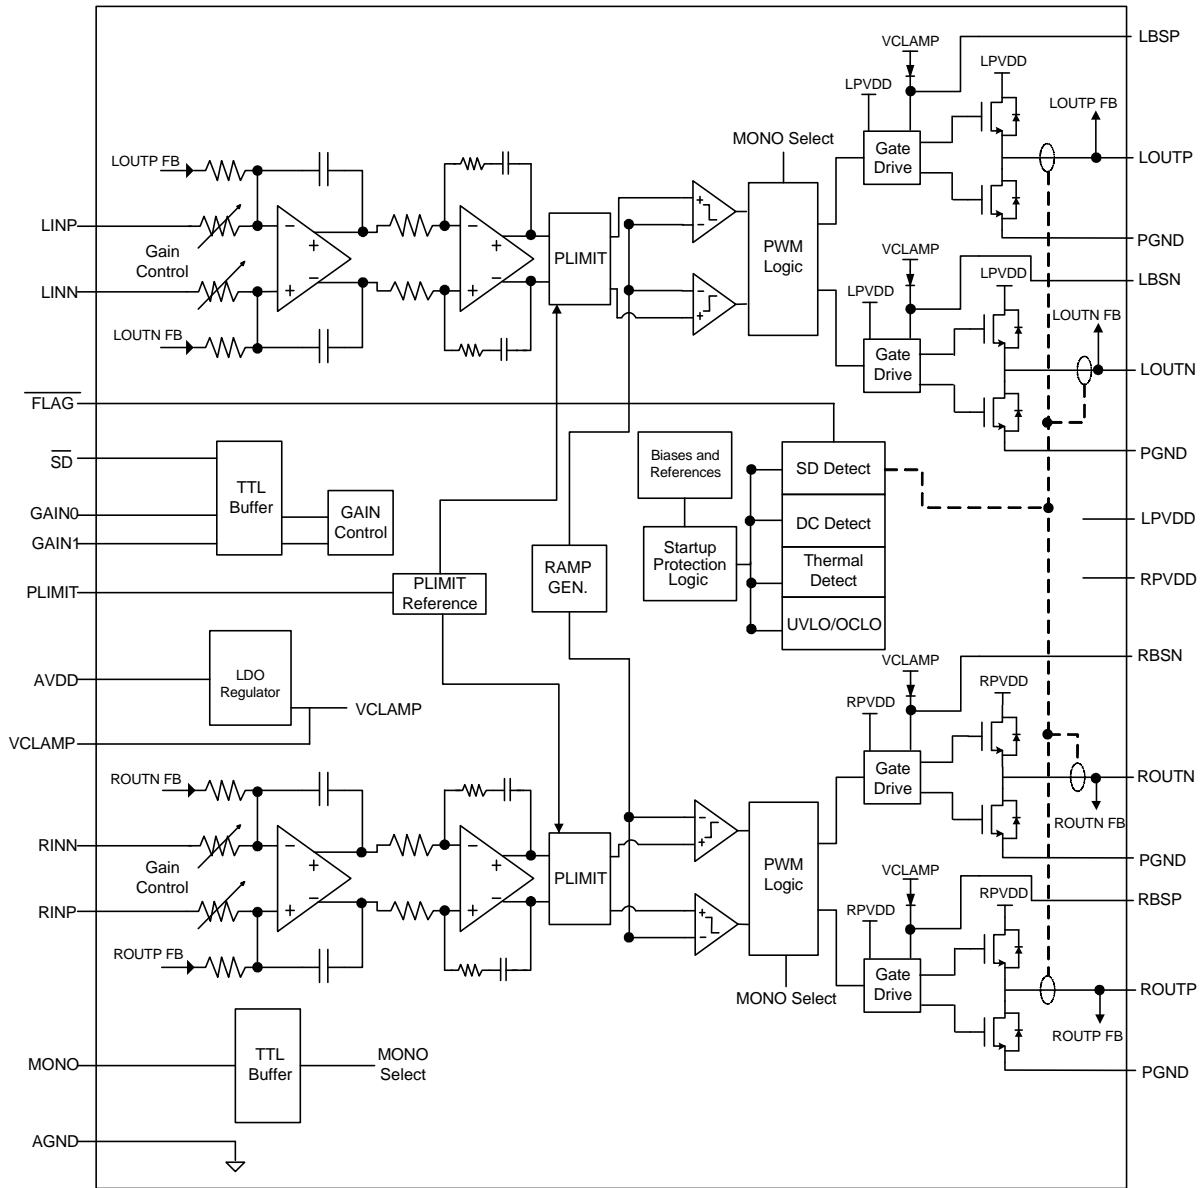 VCLAMP
LBSP
LPVDD
LPVDD
LOUTP FB
MONO Select
Gate
Drive
LOUTP FB
LOUTP
LINP
Gain
Control
PLIMIT
PWM
Logic
PGND
VCLAMP
LBSN
LINN
LPVDD
LPVDD
LOUTN FB
LOUTN FB
Gate
Drive
LOUTN
FLAG
PGND
SD
TTL
Buffer
GAIN0
GAIN1
GAIN
Control
Biases and
References
SD Detect
DC Detect
Thermal
Detect
UVLO/OCLO
Startup
Protection
Logic
LPVDD
RPVDD
PLIMIT
PLIMIT
Reference
RAMP
GEN.
AVDD
LDO
Regulator
VCLAMP
VCLAMP
VCLAMP
RBSN
RPVDD
RPVDD
ROUTN FB
Gate
Drive
ROUTN
ROUTN FB
RINN
Gain
Control
PLIMIT
PWM
Logic
PGND
VCLAMP
RBSP
RINP
RPVDD
RPVDD
ROUTP FB
MONO Select
Gate
Drive
ROUTP
ROUTP FB
MONO
TTL
Buffer
MONO
Select
PGND
AGND